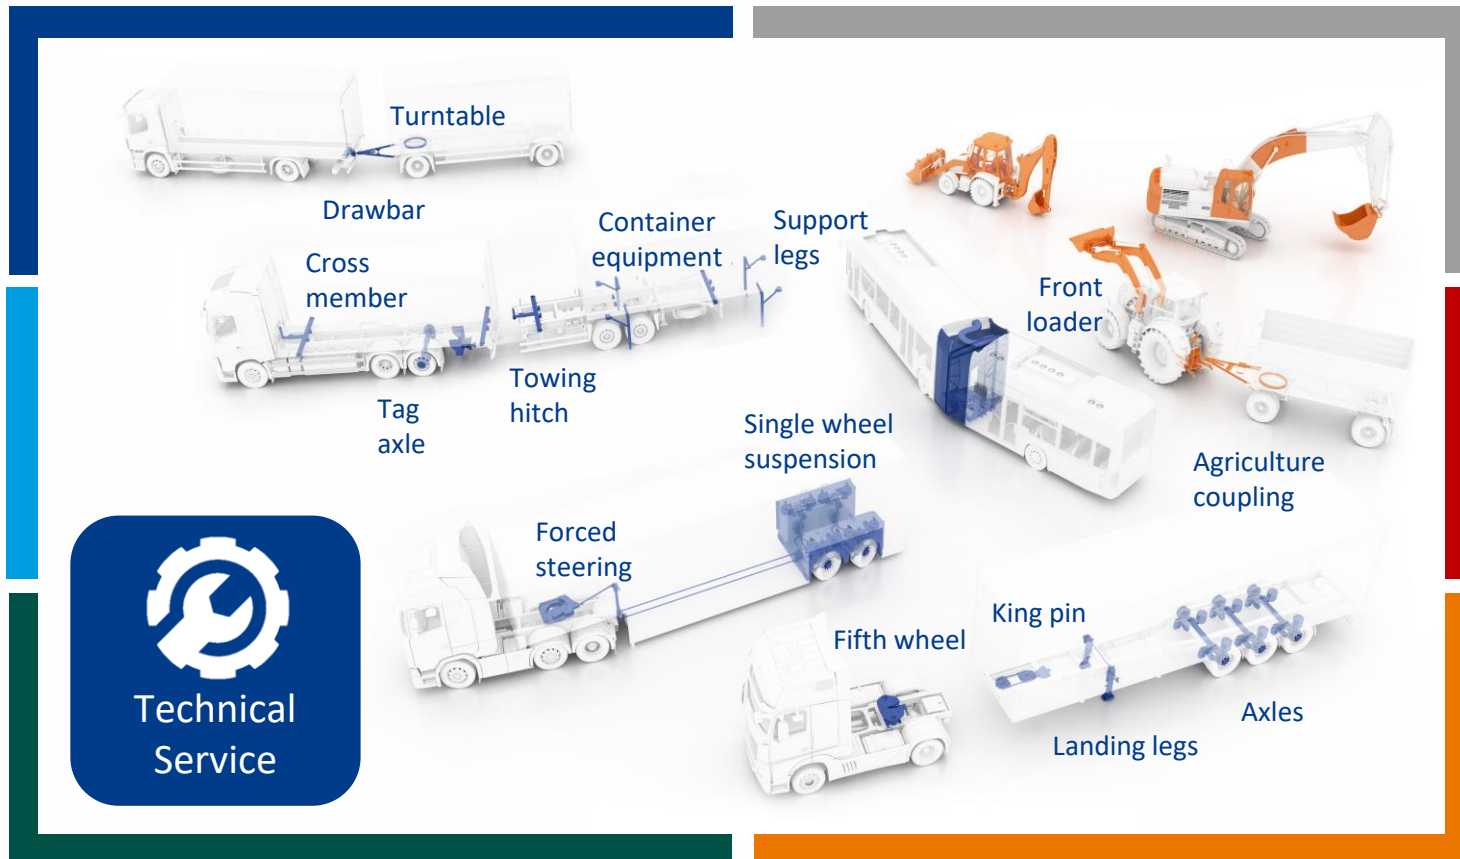 Turntable
Drawbar
Cross
member
Container
equipment
Support
legs
Front
loader
Towing
hitch
Tag
axle
Single wheel
suspension
Agriculture
coupling
Forced
steering
King pin
Fifth wheel
Axles
Landing legs
Technical
Service